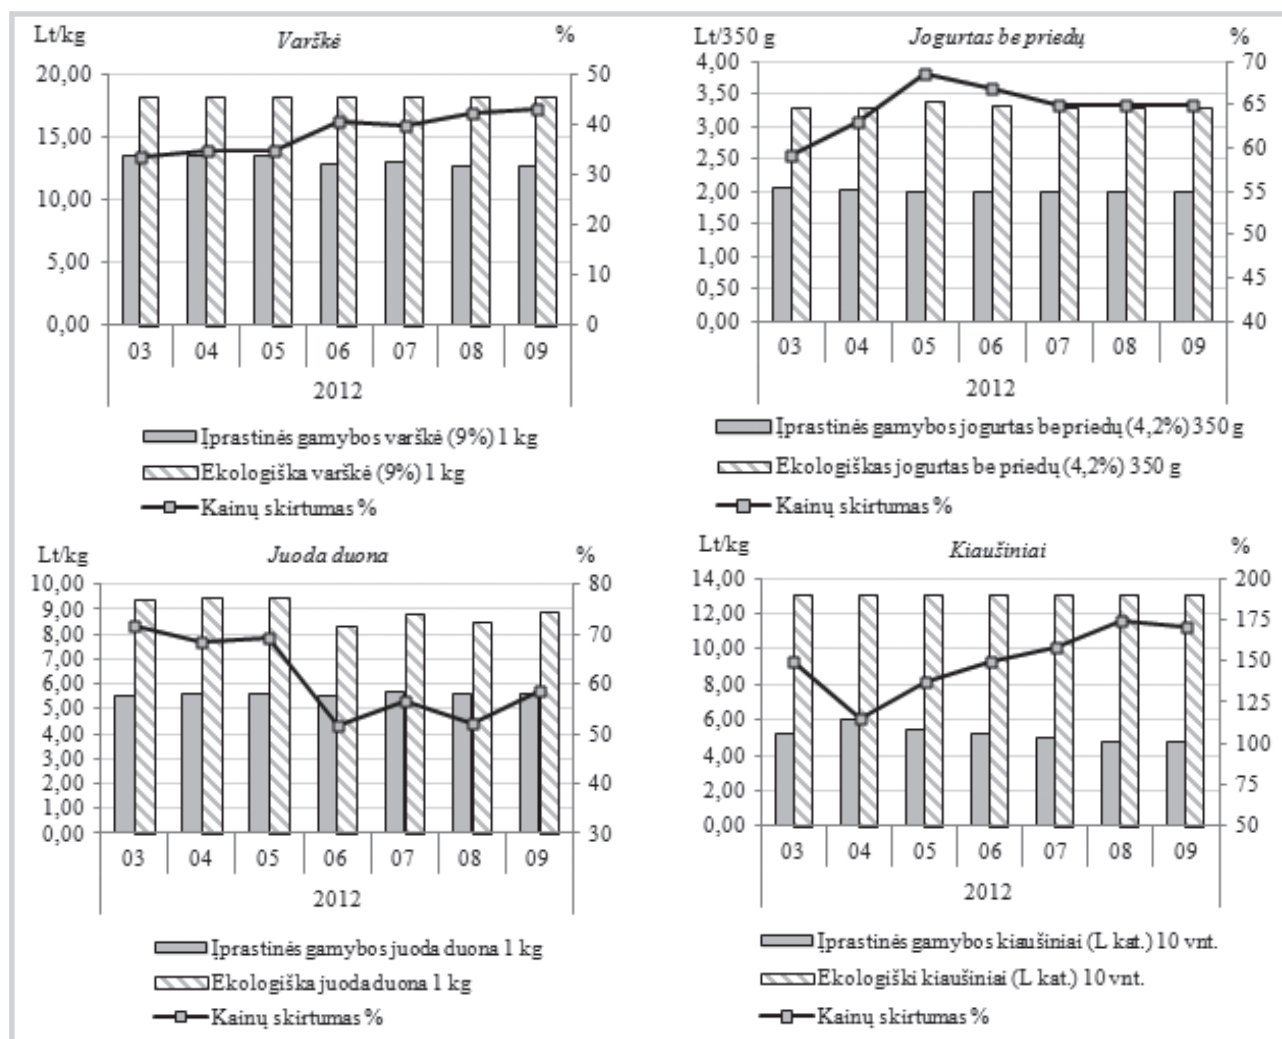 Lt/kg Varškė %
20,00 50
40
15,00
30
10,00
20
5,00
10
0,00 0
03 04 05 06 07 08 09
2012
Įprastinės gamybos varškė (9%) 1 kg
Ekologiška varškė (9%) 1 kg
Kainų skirtumas %
Lt/350 g Jogurtas be priedų %
4,00 70
3,50 65
3,00
60
2,50
55
2,00
1,50 50
1,00
45
0,50
0,00 40
03 04 05 06 07 08 09
2012
Įprastinės gamybos jogurtas be priedų (4,2%) 350 g
Ekologiškas jogurtas be priedų (4,2%) 350 g
Kainų skirtumas %
Lt/kg Juoda duona %
10,00 80
9,00
8,00 70
7,00
6,00 60
5,00
4,00 50
3,00
2,00 40
1,00
0,00 30
03 04 05 06 07 08 09
2012
Įprastinės gamybos juoda duona 1 kg
Ekologiška juoda duona 1 kg
Kainų skirtumas %
Lt/kg Kiaušiniai %
14,00 200
12,00 175
10,00 150
8,00
125
6,00
100
4,00
2,00 75
0,00 50
03 04 05 06 07 08 09
2012
Įprastinės gamybos kiaušiniai (L kat.) 10 vnt.
Ekologiški kiaušiniai (L kat.) 10 vnt.
Kainų skirtumas %